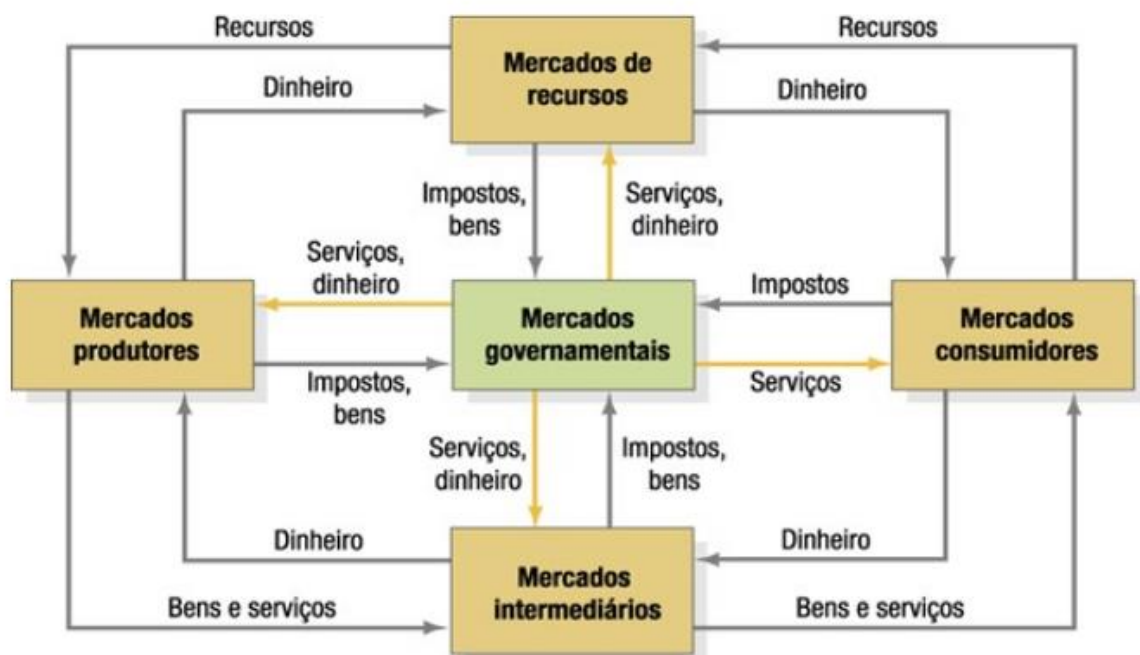 Recursos
Recursos
Mercados de
recursos
Dinheiro
Dinheiro
Impostos,
bens
Serviços,
dinheiro
Serviços,
dinheiro
Impostos
Mercados
produtores
Mercados
governamentais
Mercados
consumidores
Impostos,
bens
Serviços
Serviços,
dinheiro
Impostos,
bens
Dinheiro
Dinheiro
Mercados
intermediários
Bens e serviços
Bens e serviços